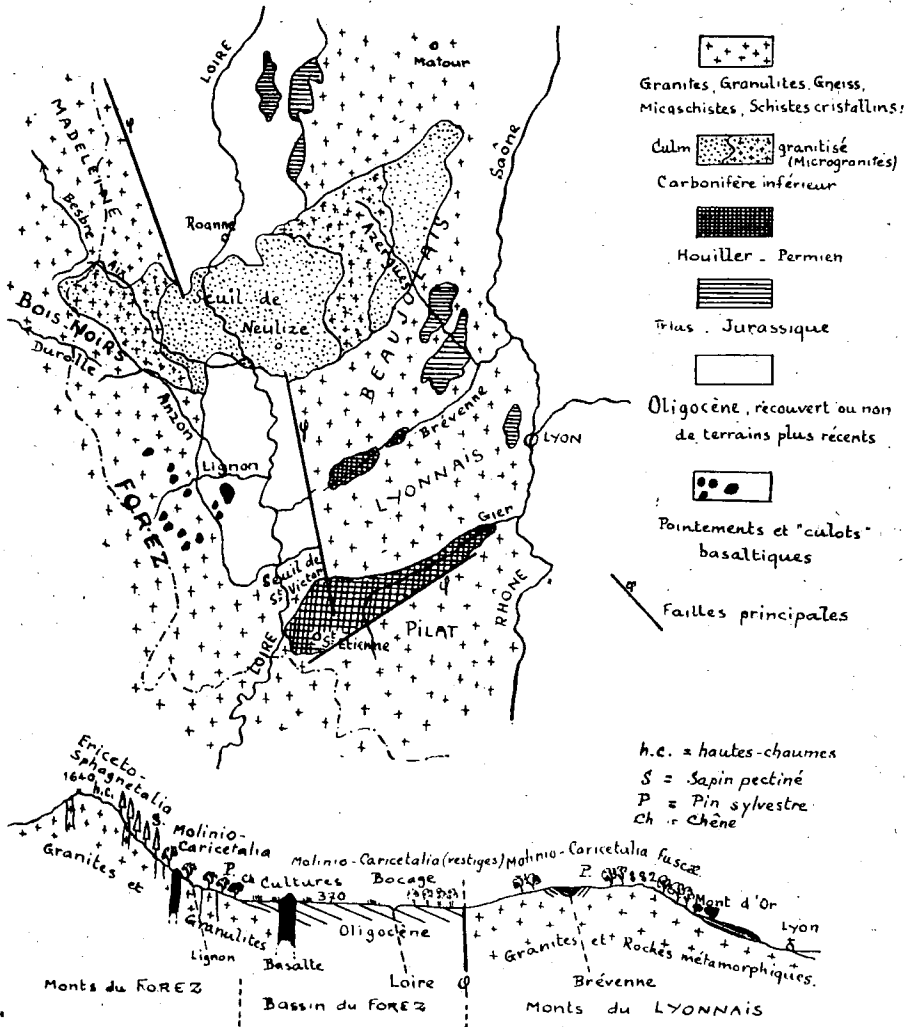 LOIRE
Matour
MADELEINE
Saône
Besbre
Roanne
Azergues
Aix
BEAUJOLAIS
Seuil de
Neulize
BOIS-NOIRS
Durolle
Anzon
Brévenne
LYON
Lignon
LYONNAIS
FOREZ
Gier
Seuil de
St Victor
φ
RHÔNE
PILAT
St Etienne
LOIRE
Granites, Granulites, Gneiss,
Micaschistes, Schistes cristallins
Culm granitisé
(Microgranites)
Carbonifère inférieur
Houiller - Permien
Trias - Jurassique
Oligocène, recouvert ou non
de terrains plus récents
Pointements et "culots"
basaltiques
Failles principales
h.c. = hautes-chaumes
S = Sapin pectiné
P = Pin sylvestre
Ch = Chêne
Ericeto-
Sphagnetalia
1640 h.c.
S.
Molinio-
Caricetalia
P. Ch Cultures
370
Bocage
Molinio-Caricetalia (vestiges) Molinio-Caricetalia fuscæ
P. 882
Mont d'Or
Lyon
Granites et
Granulites
Oligocène
Granites et Roches métamorphiques.
Lignon
Basalte
Loire
φ
Brévenne
Monts du FOREZ
Bassin du FOREZ
Monts du LYONNAIS